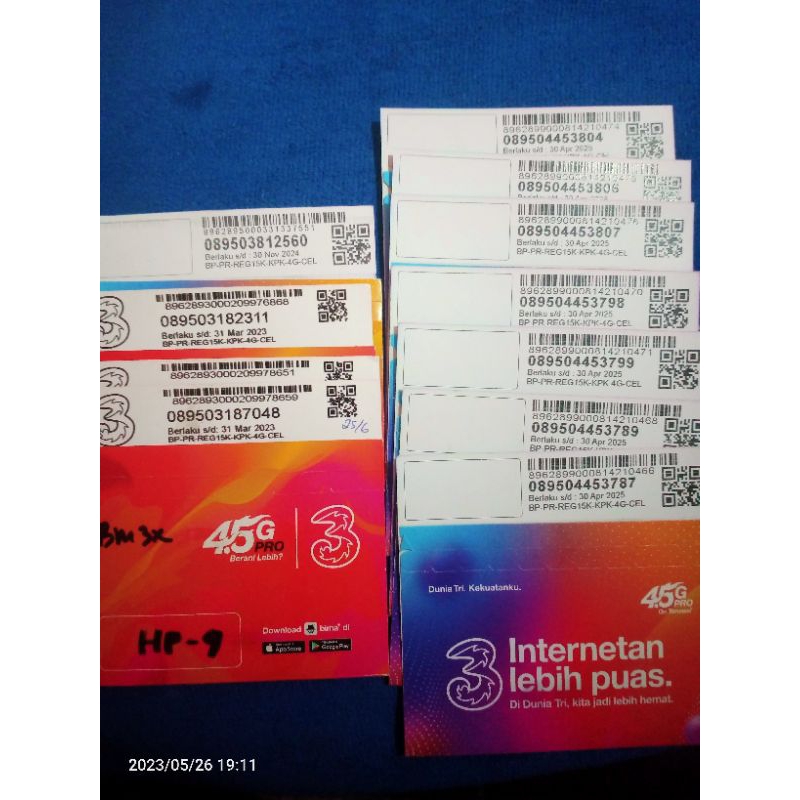 8962895000331337551
089503812560
Berlaku s/d : 30 Nov 2024
BP-PR-REG15K-KPK-4G-CEL
8962893000209976868
089503182311
Berlaku s/d: 31 Mar 2023
BP-PR-REG15K-KPK-4G-CEL
8962893000209978651
8962893000209978659
089503187048
Berlaku s/d: 31 Mar 2023
BP-PR-REG15K-KPK-4G-CEL
25/6
3
4.5G
PRO
Berani Lebih?
3
HP-9
Download bima+ di
App Store
Google Play
8962899000814210474
089504453804
Berlaku s/d : 30 Apr
089504453806
8962899000814210476
089504453807
Berlaku s/d : 30 Apr 2025
BP-PR-REG15K-KPK-4G-CEL
8962899000814210470
089504453798
Berlaku s/d : 30 Apr 2025
BP-PR-REG15K-KPK-4G-CEL
8962899000814210471
089504453799
Berlaku s/d : 30 Apr 2025
BP-PR-REG15K-KPK-4G-CEL
8962899000814210468
089504453789
Berlaku s/d : 30 Apr 2025
8962899000814210466
089504453787
Berlaku s/d : 30 Apr 2025
BP-PR-REG15K-KPK-4G-CEL
Dunia Tri. Kekuatanku.
4.5G
PRO
3
Internetan
lebih puas.
Di Dunia Tri, kita jadi lebih hemat.
2023/05/26 19:11